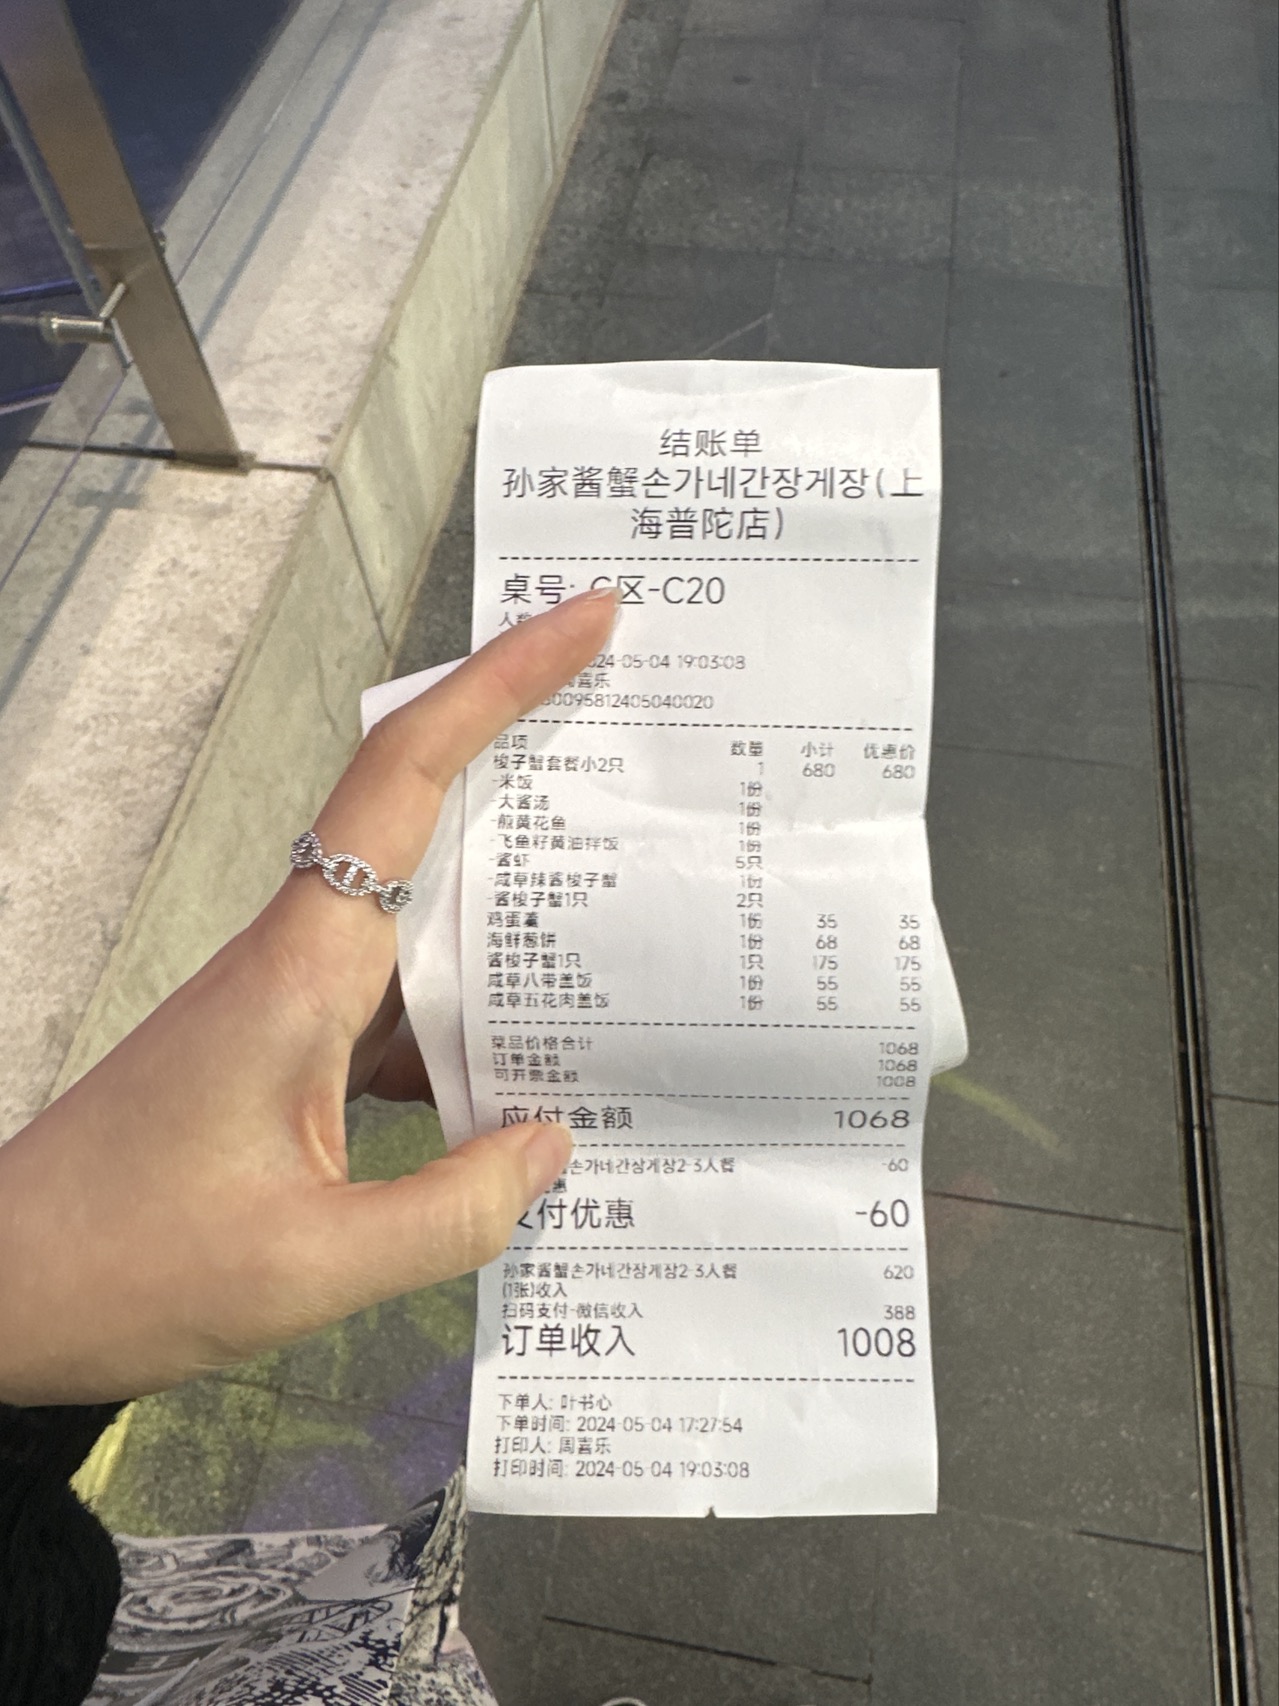 结账单
孙家酱蟹손가네간장게장(上
海普陀店)
桌号: C区-C20
人数
24-05-04 19:03:08
周喜乐
0095812405040020
品项 数量 小计 优惠价
梭子蟹套餐小2只 1 680 680
-米饭 1份
-大酱汤 1份
-煎黄花鱼 1份
-飞鱼籽黄油拌饭 1份
-酱虾 5只
-咸草辣酱梭子蟹 1份
-酱梭子蟹1只 2只
鸡蛋羹 1份 35 35
海鲜葱饼 1份 68 68
酱梭子蟹1只 1只 175 175
咸草八带盖饭 1份 55 55
咸草五花肉盖饭 1份 55 55
菜品价格合计 1068
订单金额 1068
可开票金额 1008
应付金额 1068
손가네간장게장2-3人餐 -60
惠
支付优惠 -60
孙家酱蟹손가네간장게장2-3人餐 620
(1张)收入
扫码支付-微信收入 388
订单收入 1008
下单人: 叶书心
下单时间: 2024-05-04 17:27:54
打印人: 周喜乐
打印时间: 2024-05-04 19:03:08